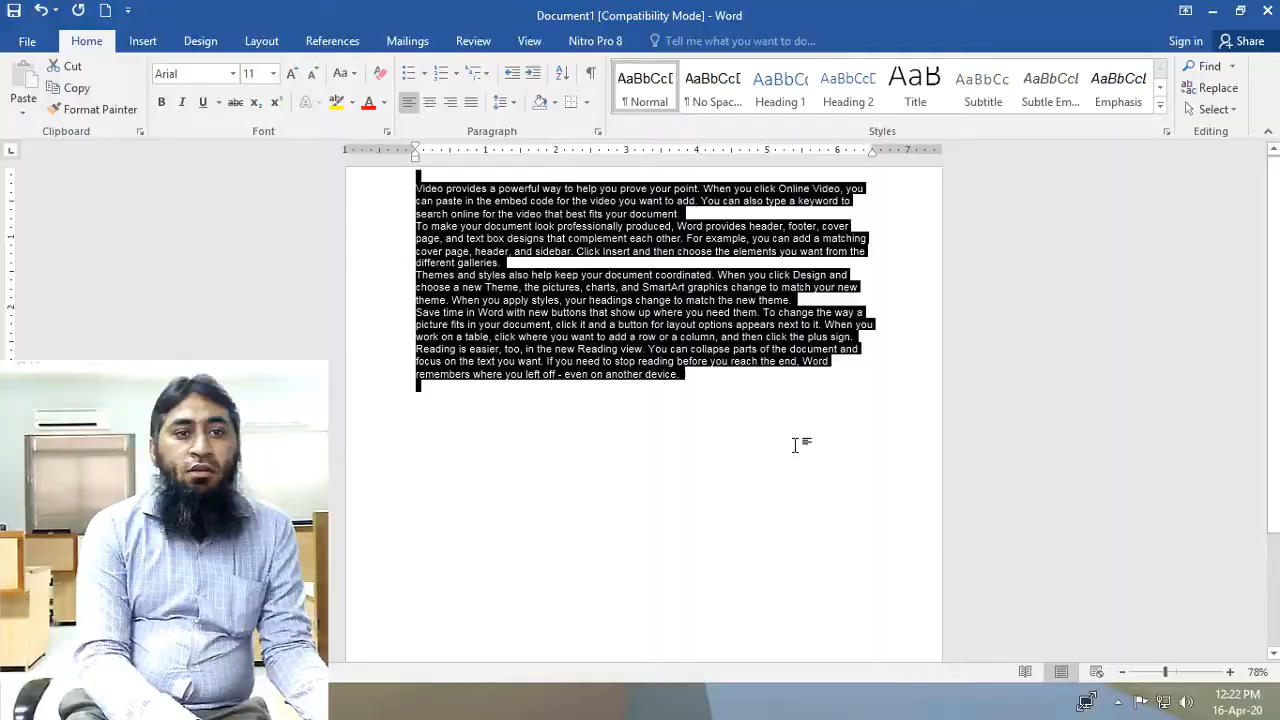 Document1 [Compatibility Mode] - Word
File Home Insert Design Layout References Mailings Review View Nitro Pro 8 Tell me what you want to do... Sign in Share
Paste
Cut
Copy
Format Painter
Arial 11
AaBbCcD AaBbCcD AaBbC( AaBbCcD AaB AaBbCc AaBbCcL AaBbCcL
¶ Normal ¶ No Spac... Heading 1 Heading 2 Title Subtitle Subtle Em... Emphasis
Find
Replace
Select
Clipboard Font Paragraph Styles Editing
1 1 2 3 4 5 6 7
Video provides a powerful way to help you prove your point. When you click Online Video, you
can paste in the embed code for the video you want to add. You can also type a keyword to
search online for the video that best fits your document.
To make your document look professionally produced, Word provides header, footer, cover
page, and text box designs that complement each other. For example, you can add a matching
cover page, header, and sidebar. Click Insert and then choose the elements you want from the
different galleries.
Themes and styles also help keep your document coordinated. When you click Design and
choose a new Theme, the pictures, charts, and SmartArt graphics change to match your new
theme. When you apply styles, your headings change to match the new theme.
Save time in Word with new buttons that show up where you need them. To change the way a
picture fits in your document, click it and a button for layout options appears next to it. When you
work on a table, click where you want to add a row or a column, and then click the plus sign.
Reading is easier, too, in the new Reading view. You can collapse parts of the document and
focus on the text you want. If you need to stop reading before you reach the end, Word
remembers where you left off - even on another device.
78%
12:22 PM
16-Apr-20